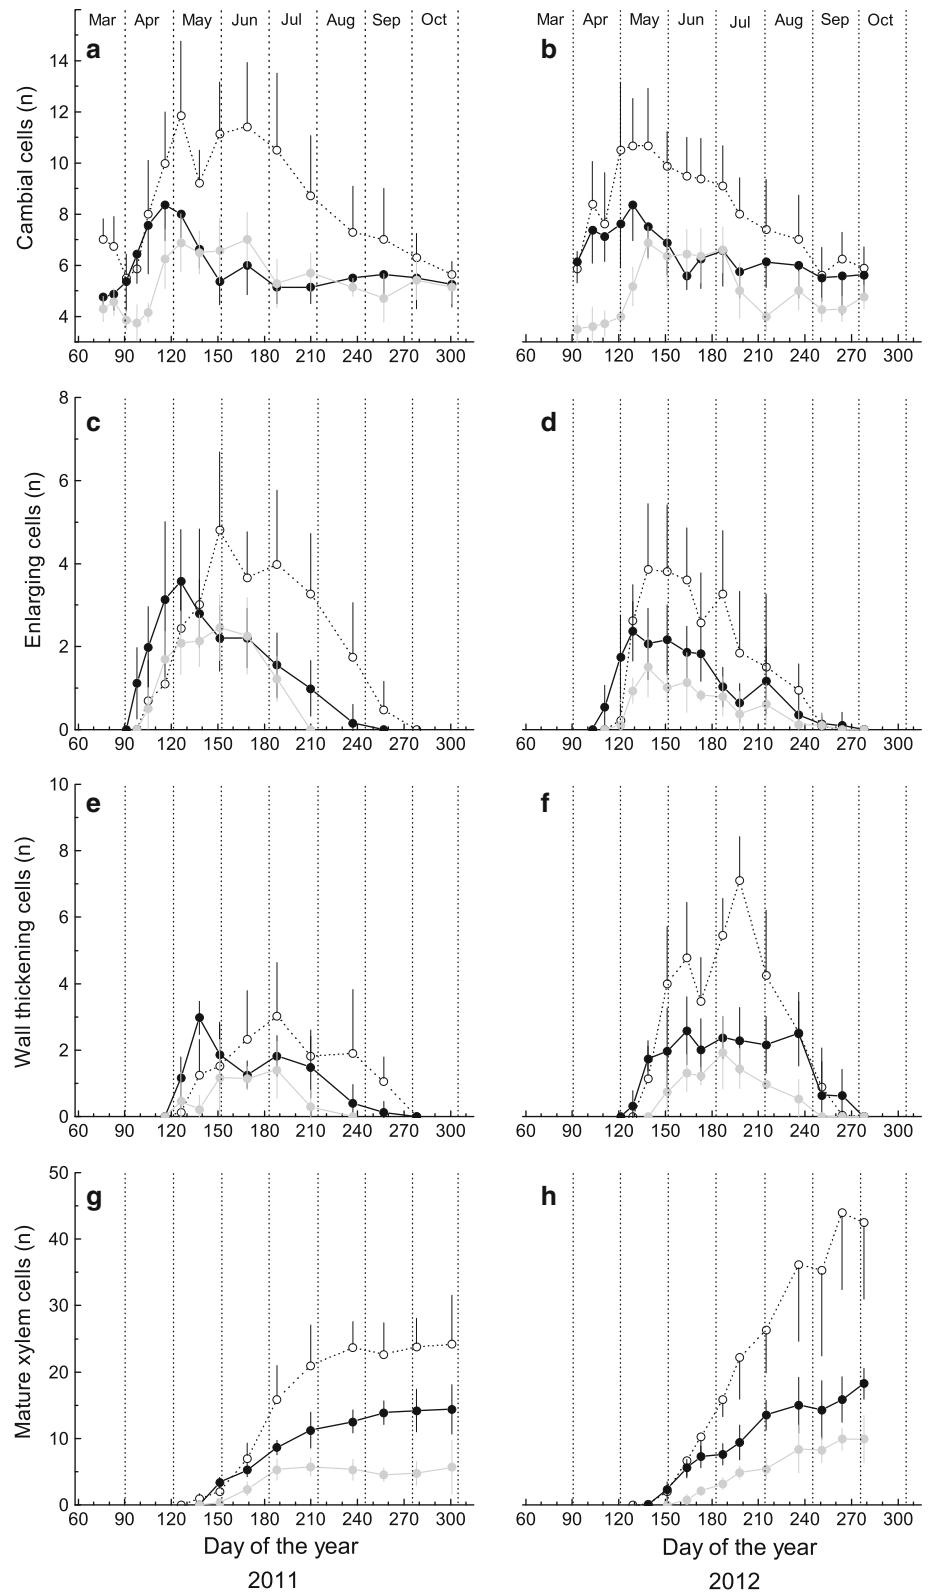 Mar Apr May Jun Jul Aug Sep Oct
Mar Apr May Jun Jul Aug Sep Oct
a
b
Cambial cells (n)
14
12
10
8
6
4
60 90 120 150 180 210 240 270 300
60 90 120 150 180 210 240 270 300
c
d
Enlarging cells (n)
8
6
4
2
0
60 90 120 150 180 210 240 270 300
60 90 120 150 180 210 240 270 300
e
f
Wall thickening cells (n)
10
8
6
4
2
0
60 90 120 150 180 210 240 270 300
60 90 120 150 180 210 240 270 300
g
h
Mature xylem cells (n)
50
40
30
20
10
0
60 90 120 150 180 210 240 270 300
60 90 120 150 180 210 240 270 300
Day of the year
Day of the year
2011
2012